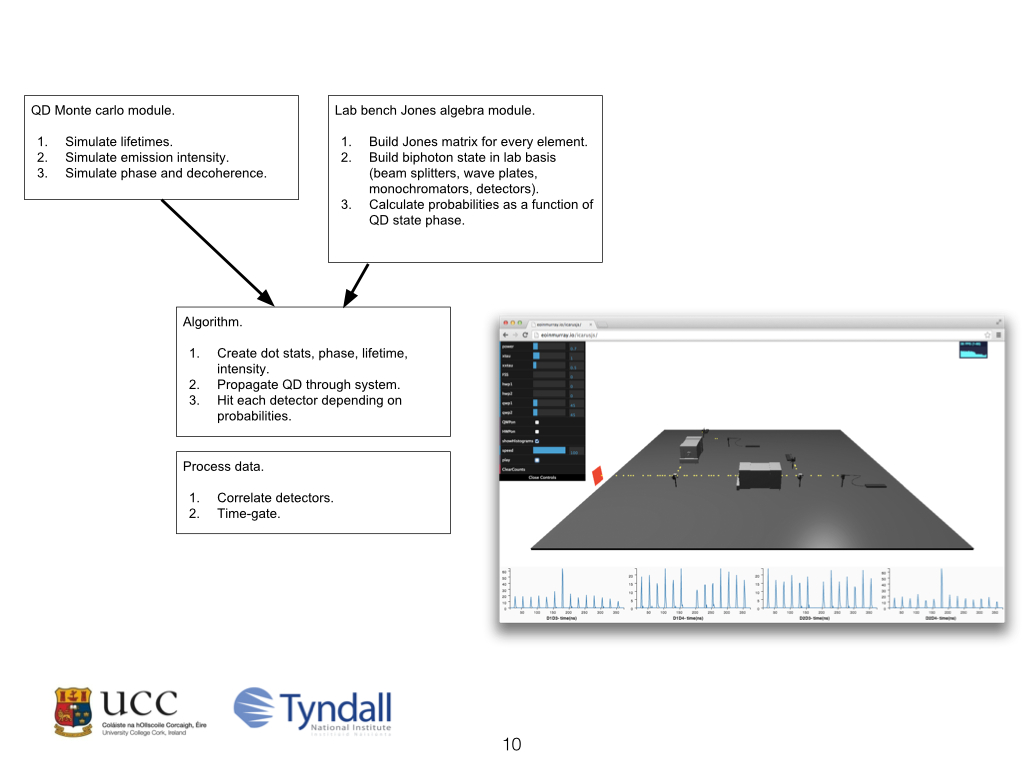 QD Monte carlo module.
1. Simulate lifetimes.
2. Simulate emission intensity.
3. Simulate phase and decoherence.
Lab bench Jones algebra module.
1. Build Jones matrix for every element.
2. Build biphoton state in lab basis
(beam splitters, wave plates,
monochromators, detectors).
3. Calculate probabilities as a function of
QD state phase.
Algorithm.
1. Create dot stats, phase, lifetime,
intensity.
2. Propagate QD through system.
3. Hit each detector depending on
probabilities.
Process data.
1. Correlate detectors.
2. Time-gate.
power
hwp1
hwp2
qwp1
qwp2
showHistograms
speed
play
ClearCounts
Close Controls
D1D3- time(ns)
D1D4- time(ns)
D2D3- time(ns)
D2D4- time(ns)
UCC
Coláiste na hOllscoile Corcaigh, Éire
University College Cork, Ireland
Tyndall
National Institute
10